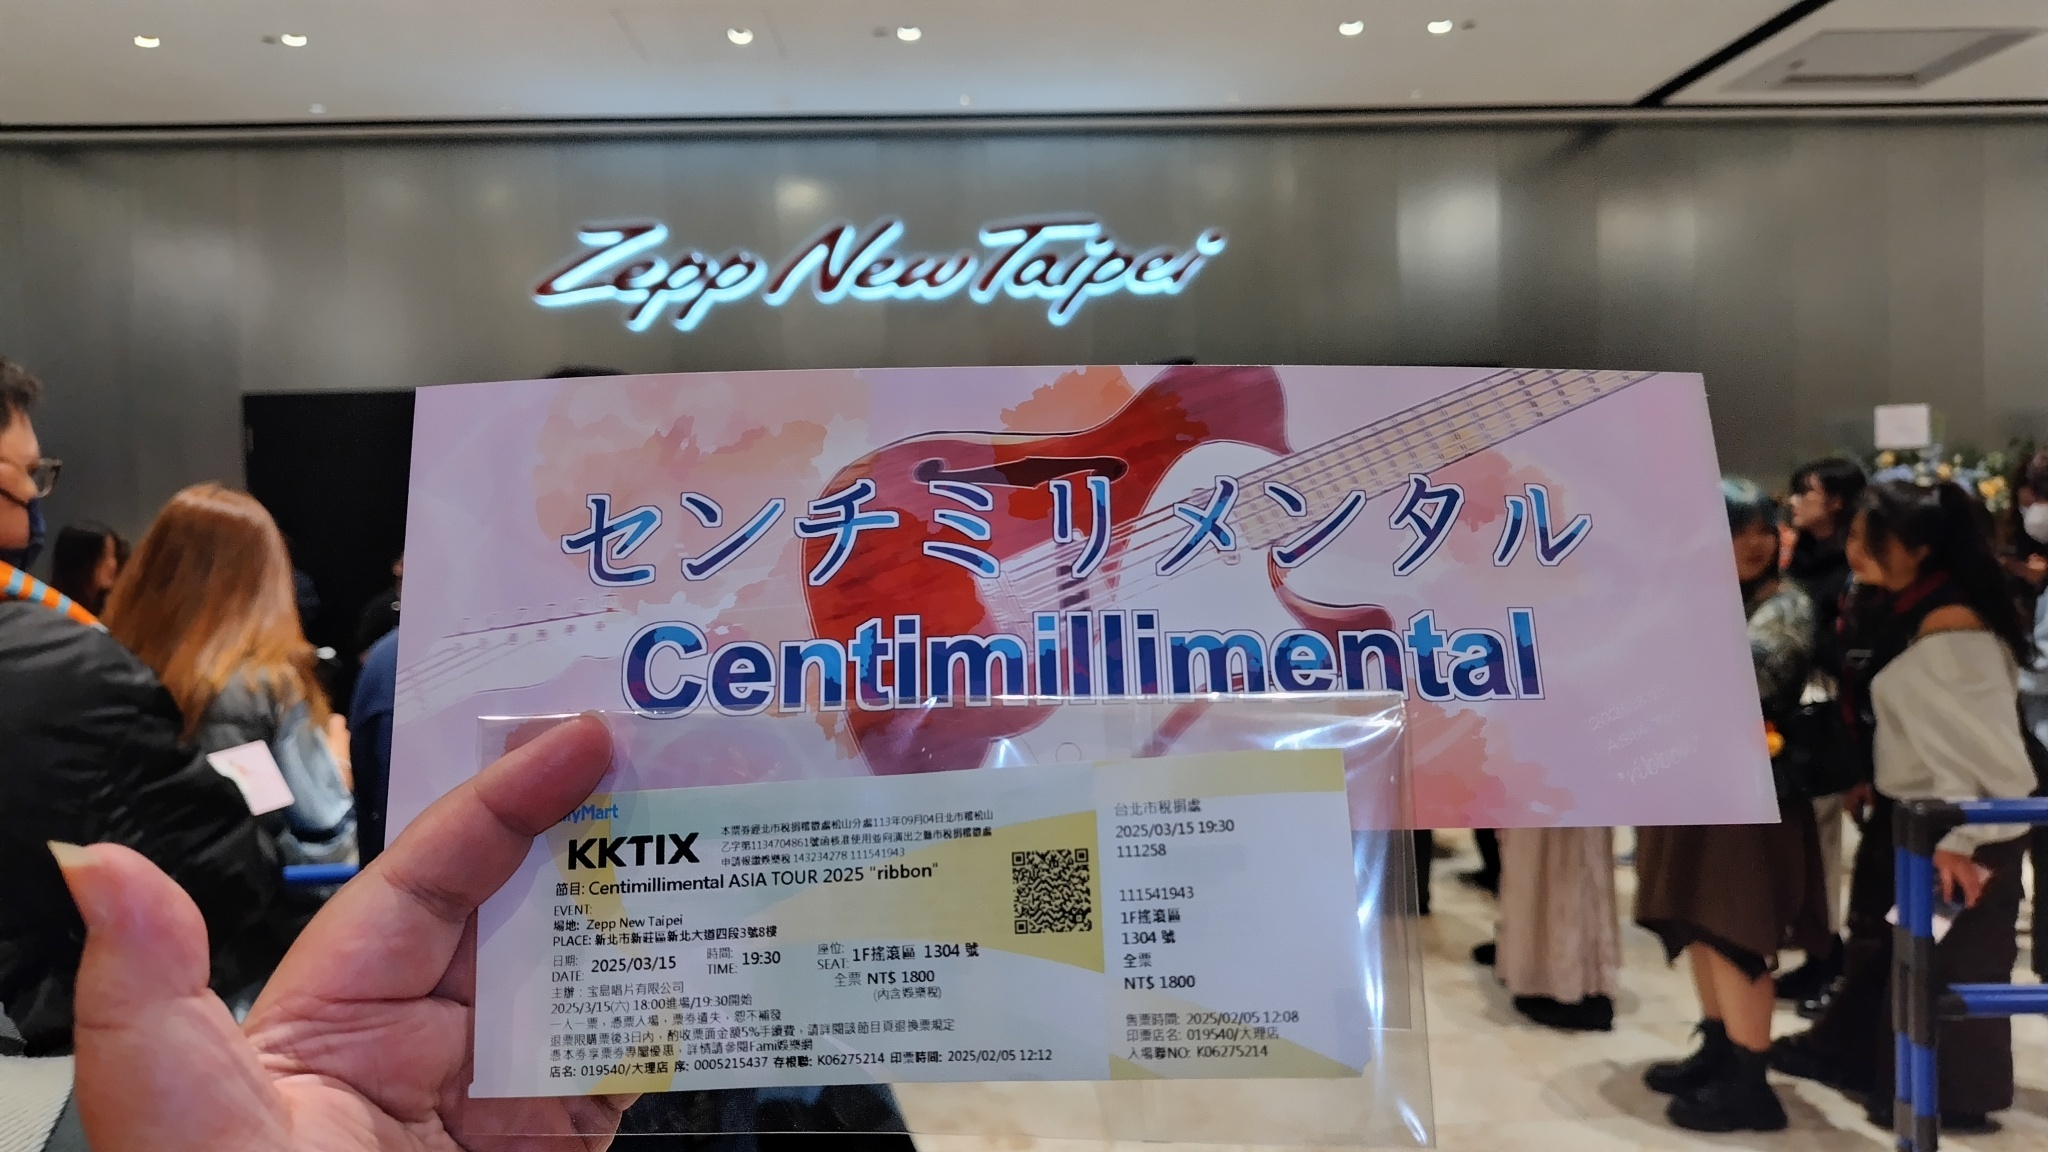 Zepp New Taipei
センチミリメンタル
Centimillimental
KKTIX
本票券經北市稅捐稽徵處松山分處113年09月04日北市稽松山
乙字第1134704861號函核准使用並向演出之縣市稅捐稽徵處
申請報繳娛樂稅 143234278 111541943
節目: Centimillimental ASIA TOUR 2025 "ribbon"
EVENT:
場地: Zepp New Taipei
PLACE: 新北市新莊區新北大道四段3號8樓
日期: 2025/03/15 時間: 19:30 座位: 1F搖滾區 1304 號
DATE: TIME: SEAT:
全票 NT$ 1800
(內含娛樂稅)
主辦：宝島唱片有限公司
2025/3/15(六) 18:00進場/19:30開始
一人一票，憑票入場，票券遺失，恕不補發
退票限購票後3日內，酌收票面金額5%手續費，請詳閱該節目頁退換票規定
憑本券享票券專屬優惠，詳情請參閱Fami娛樂網
店名: 019540/大理店 序: 0005215437 存根聯: K06275214 印票時間: 2025/02/05 12:12
台北市稅捐處
2025/03/15 19:30
111258
111541943
1F搖滾區
1304 號
全票
NT$ 1800
售票時間: 2025/02/05 12:08
印票店名: 019540/大理店
入場聯NO: K06275214